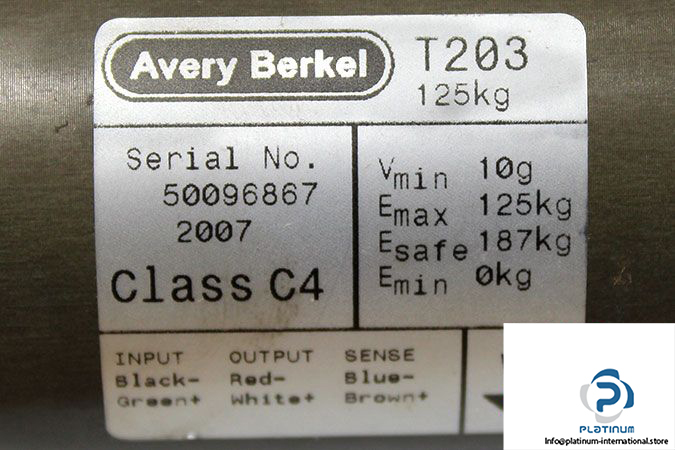 Avery Berkel
T203
125kg
Serial No.
50096867
2007
Class C4
Vmin 10g
Emax 125kg
Esafe 187kg
Emin 0kg
INPUT OUTPUT SENSE
Black- Red- Blue-
Green+ White+ Brown+
PLATINUM
Info@platinum-international.store